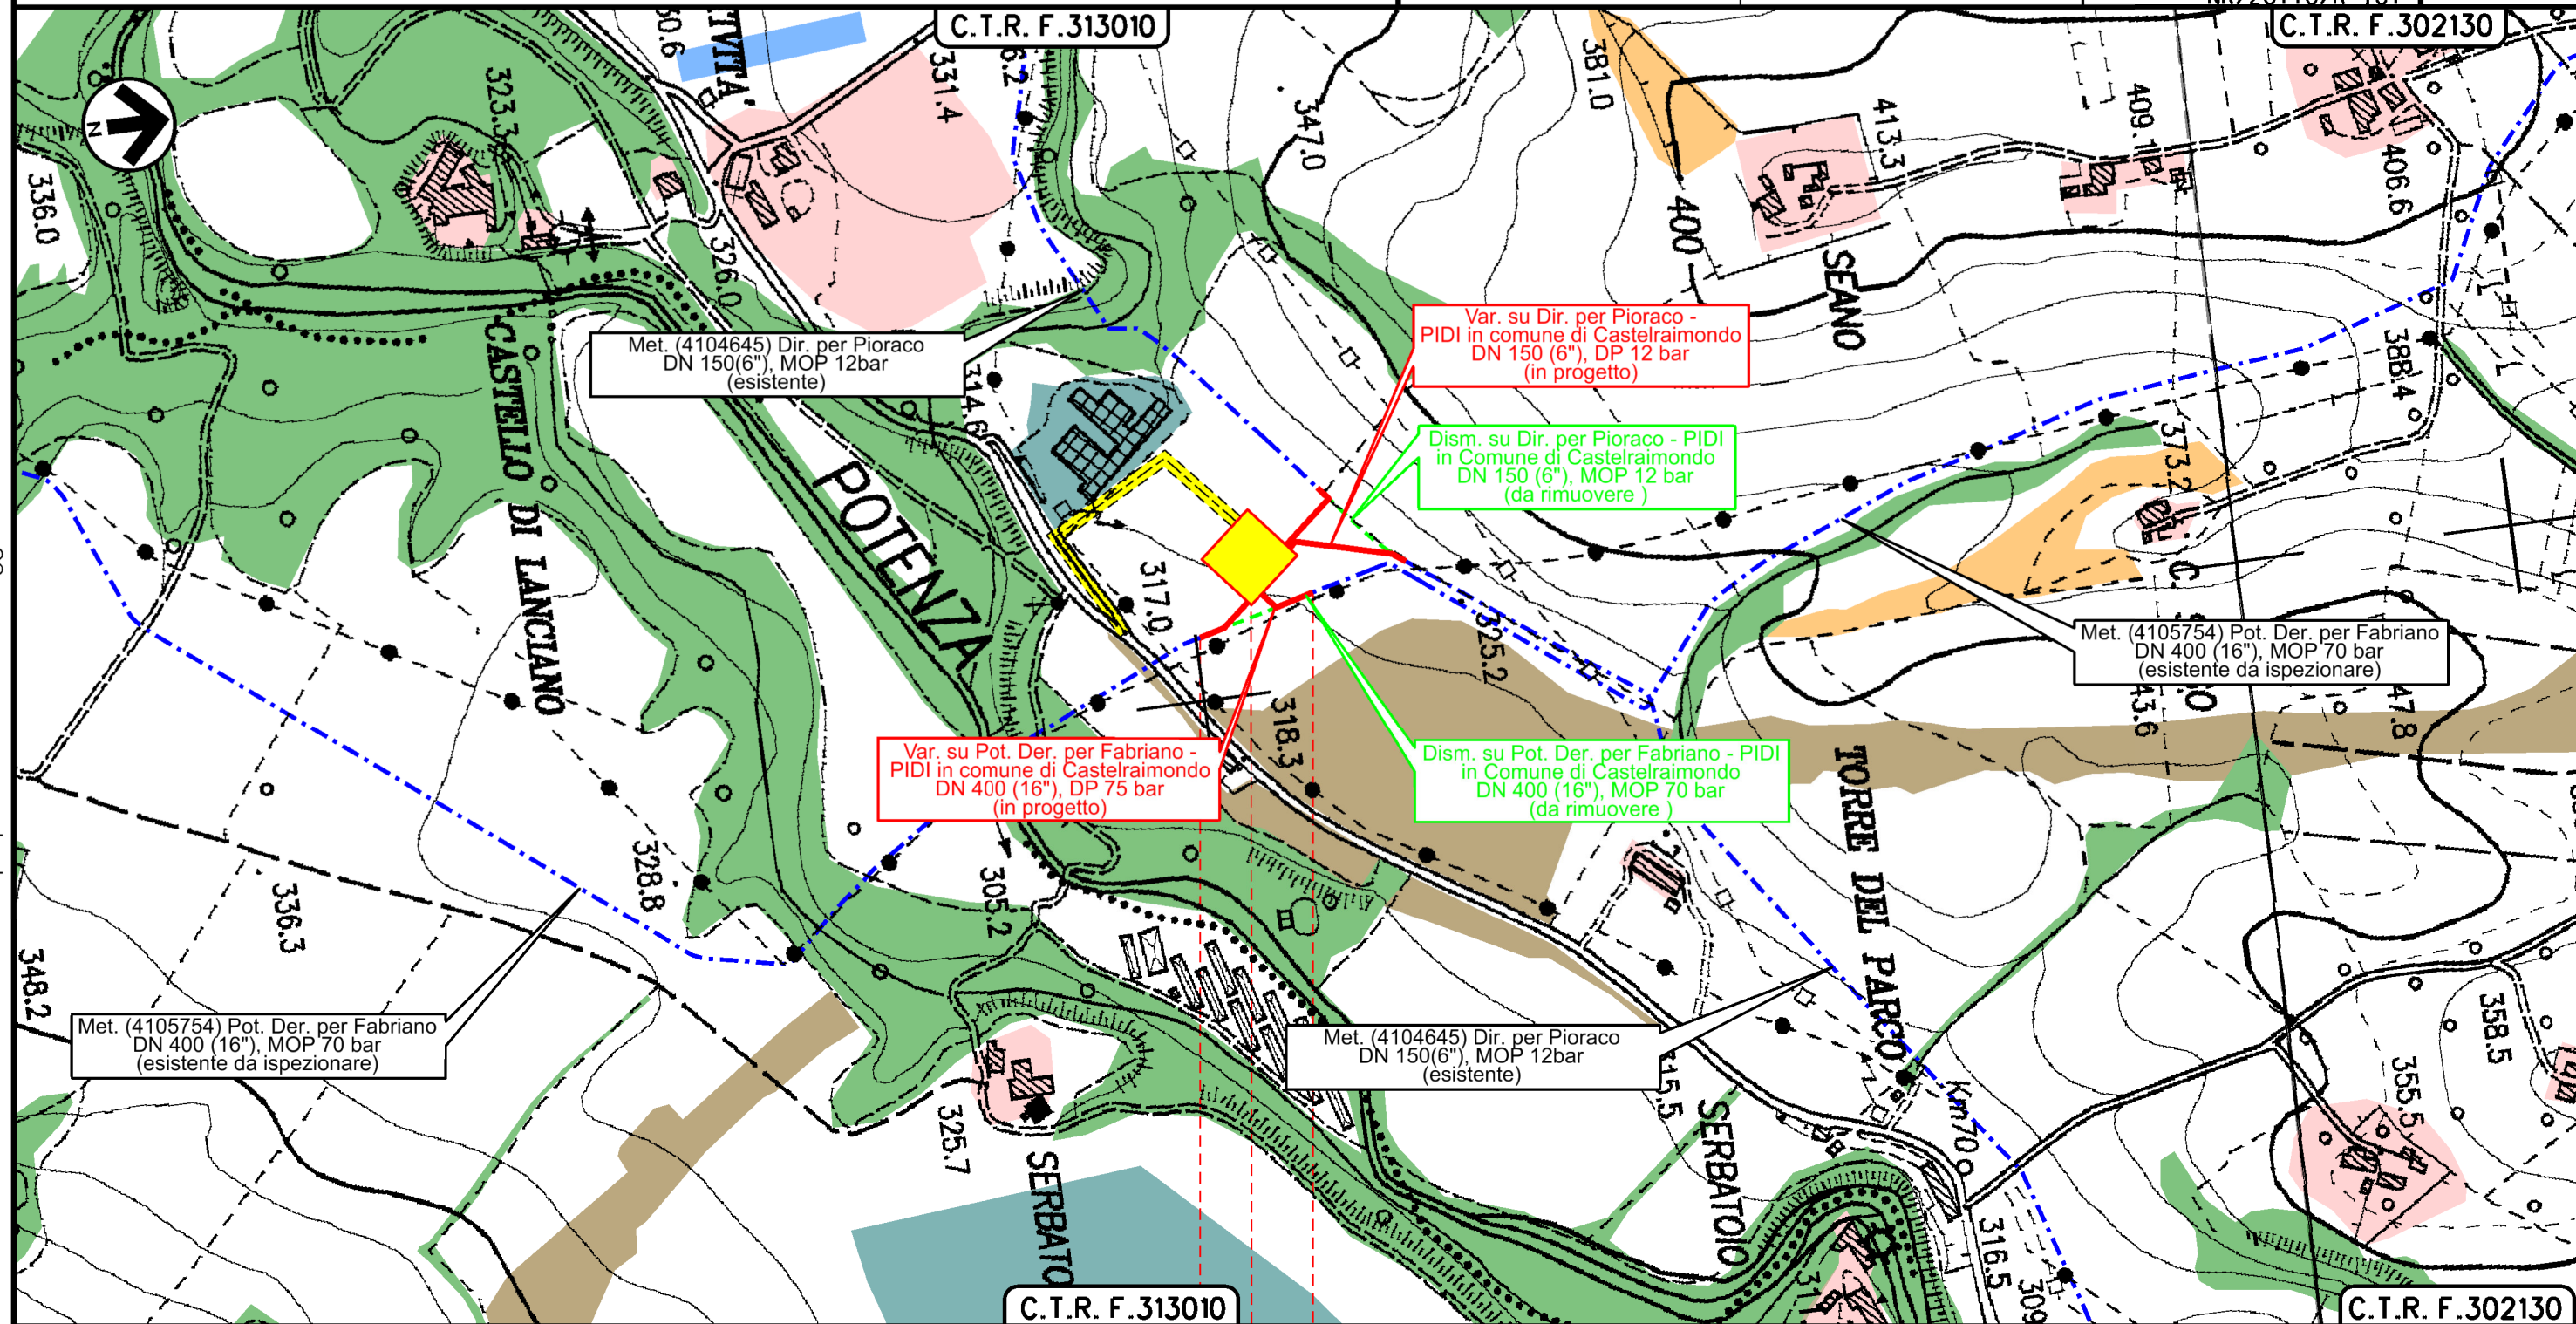 C.T.R. F.313010
C.T.R. F.302130
331.4
347.0
381.0
413.3
409.1
406.6
400
SEANO
336.0
N
323.3
326.0
314.6
CASTELLO DI LANCIANO
POTENZA
Met. (4104645) Dir. per Pioraco
DN 150(6"), MOP 12bar
(esistente)
Var. su Dir. per Pioraco -
PIDI in comune di Castelraimondo
DN 150 (6"), DP 12 bar
(in progetto)
Dism. su Dir. per Pioraco - PIDI
in Comune di Castelraimondo
DN 150 (6"), MOP 12 bar
(da rimuovere )
388.4
373.2
317.0
325.2
318.3
Met. (4105754) Pot. Der. per Fabriano
DN 400 (16"), MOP 70 bar
(esistente da ispezionare)
43.6
47.8
Var. su Pot. Der. per Fabriano -
PIDI in comune di Castelraimondo
DN 400 (16"), DP 75 bar
(in progetto)
Dism. su Pot. Der. per Fabriano - PIDI
in Comune di Castelraimondo
DN 400 (16"), MOP 70 bar
(da rimuovere )
TORRE DEL PARCO
328.8
336.3
348.2
305.2
Met. (4105754) Pot. Der. per Fabriano
DN 400 (16"), MOP 70 bar
(esistente da ispezionare)
Met. (4104645) Dir. per Pioraco
DN 150(6"), MOP 12bar
(esistente)
325.7
SERBATO
15.5
SERBATOIO
Km70
316.5
309
358.5
355.5
C.T.R. F.313010
C.T.R. F.302130